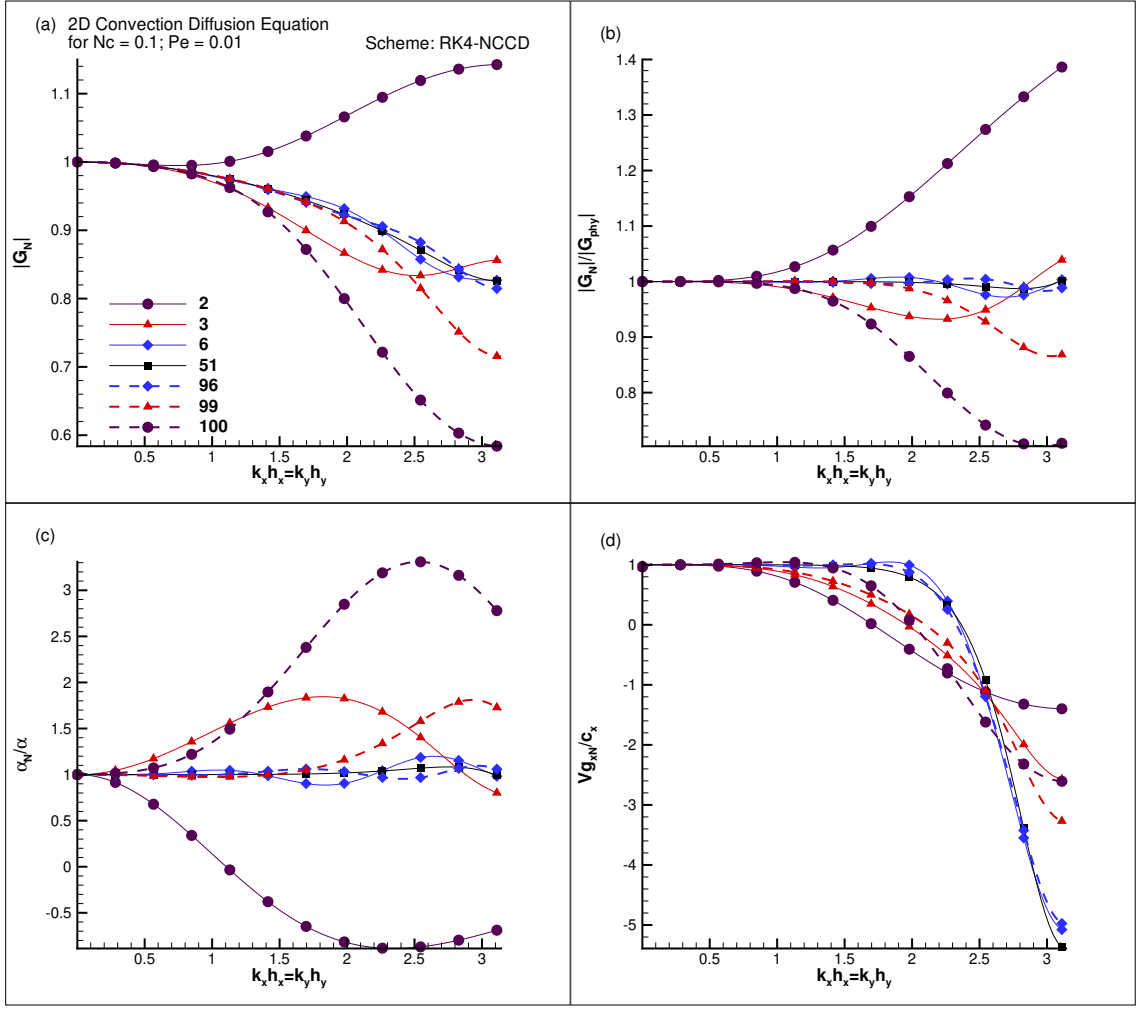 (a) 2D Convection Diffusion Equation
for Nc = 0.1; Pe = 0.01 Scheme: RK4-NCCD
|G_N|
1.1
1
0.9
0.8
0.7
0.6
2
3
6
51
96
99
100
0.5 1 1.5 2 2.5 3
k_xh_x=k_yh_y
(b)
|G_N|/|G_phy|
1.4
1.3
1.2
1.1
1
0.9
0.8
0.5 1 1.5 2 2.5 3
k_xh_x=k_yh_y
(c)
α_N/α
3
2.5
2
1.5
1
0.5
0
-0.5
0.5 1 1.5 2 2.5 3
k_xh_x=k_yh_y
(d)
Vg_xN/c_x
1
0
-1
-2
-3
-4
-5
0.5 1 1.5 2 2.5 3
k_xh_x=k_yh_y